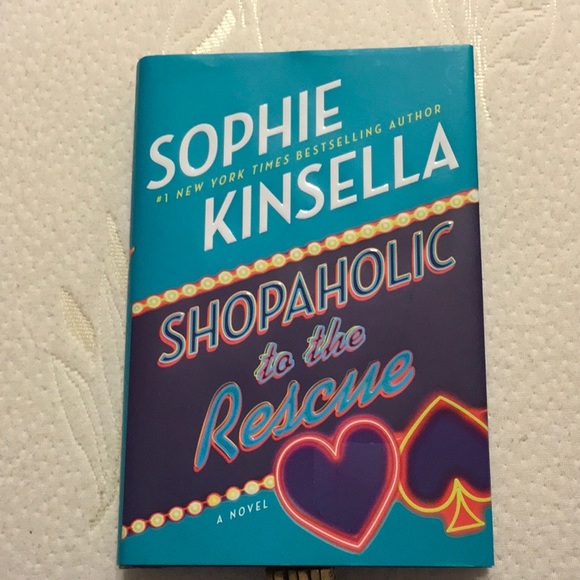 SOPHIE
#1 NEW YORK TIMES BESTSELLING AUTHOR
KINSELLA
SHOPAHOLIC
to the
Rescue
A NOVEL